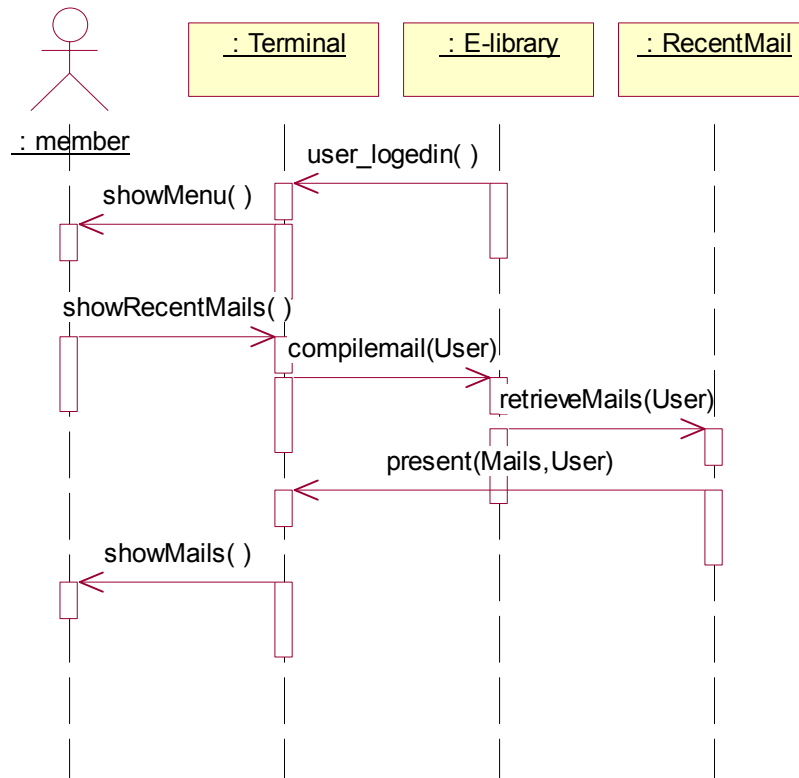 : Terminal
: E-library
: RecentMail
: member
user_logedin( )
showMenu( )
showRecentMails( )
compilemail(User)
retrieveMails(User)
present(Mails,User)
showMails( )